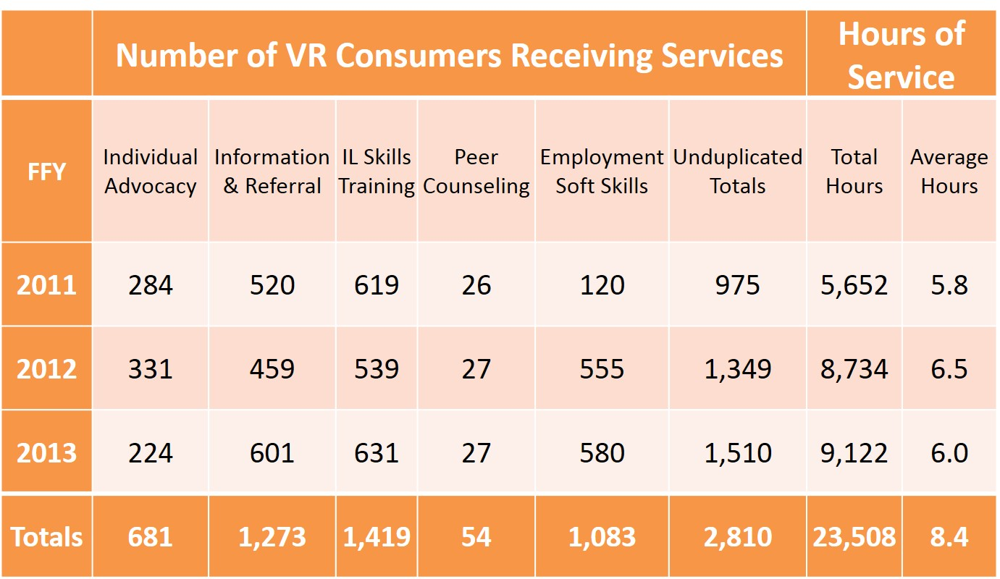 Number of VR Consumers Receiving Services
Hours of
Service
FFY
Individual
Advocacy
Information
& Referral
IL Skills
Training
Peer
Counseling
Employment
Soft Skills
Unduplicated
Totals
Total
Hours
Average
Hours
2011 284 520 619 26 120 975 5,652 5.8
2012 331 459 539 27 555 1,349 8,734 6.5
2013 224 601 631 27 580 1,510 9,122 6.0
Totals 681 1,273 1,419 54 1,083 2,810 23,508 8.4